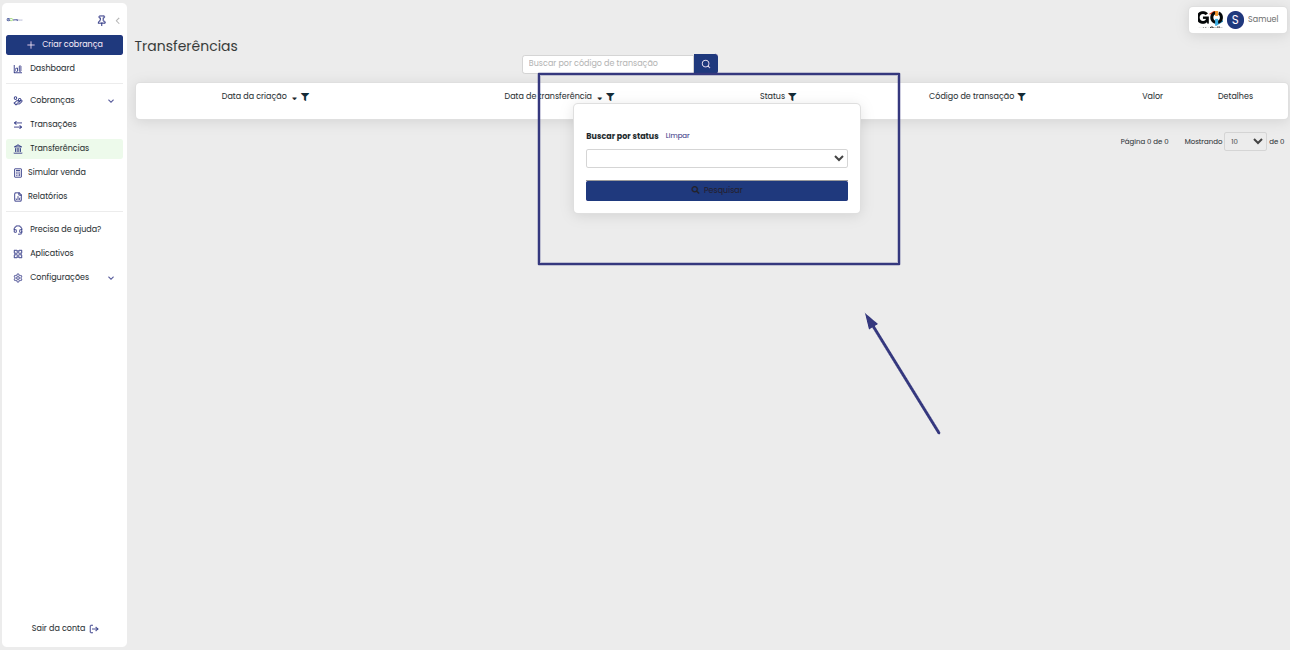 GO
S
Samuel
Criar cobrança
Dashboard
Cobranças
Transações
Transferências
Simular venda
Relatórios
Precisa de ajuda?
Aplicativos
Configurações
Sair da conta
Transferências
Buscar por código de transação
Data da criação
Data de transferência
Status
Código de transação
Valor
Detalhes
Buscar por status Limpar
Pesquisar
Página 0 de 0 Mostrando 10 de 0